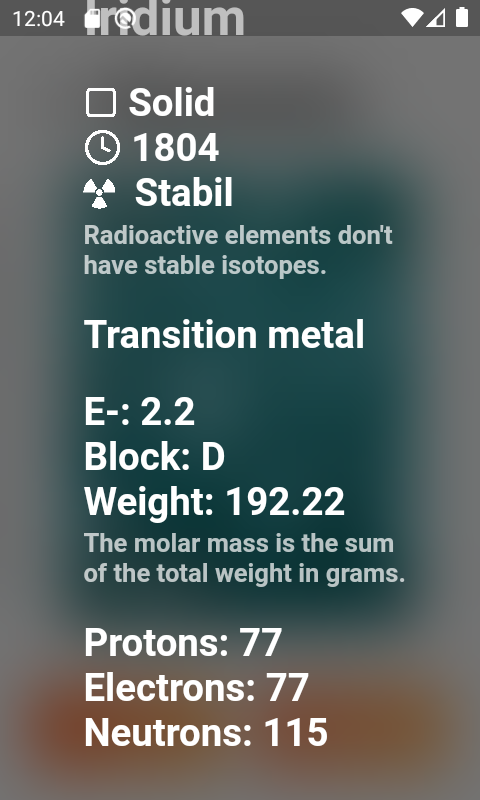 12:04
Iridium
Solid
1804
Stabil
Radioactive elements don't
have stable isotopes.
Transition metal
E-: 2.2
Block: D
Weight: 192.22
The molar mass is the sum
of the total weight in grams.
Protons: 77
Electrons: 77
Neutrons: 115